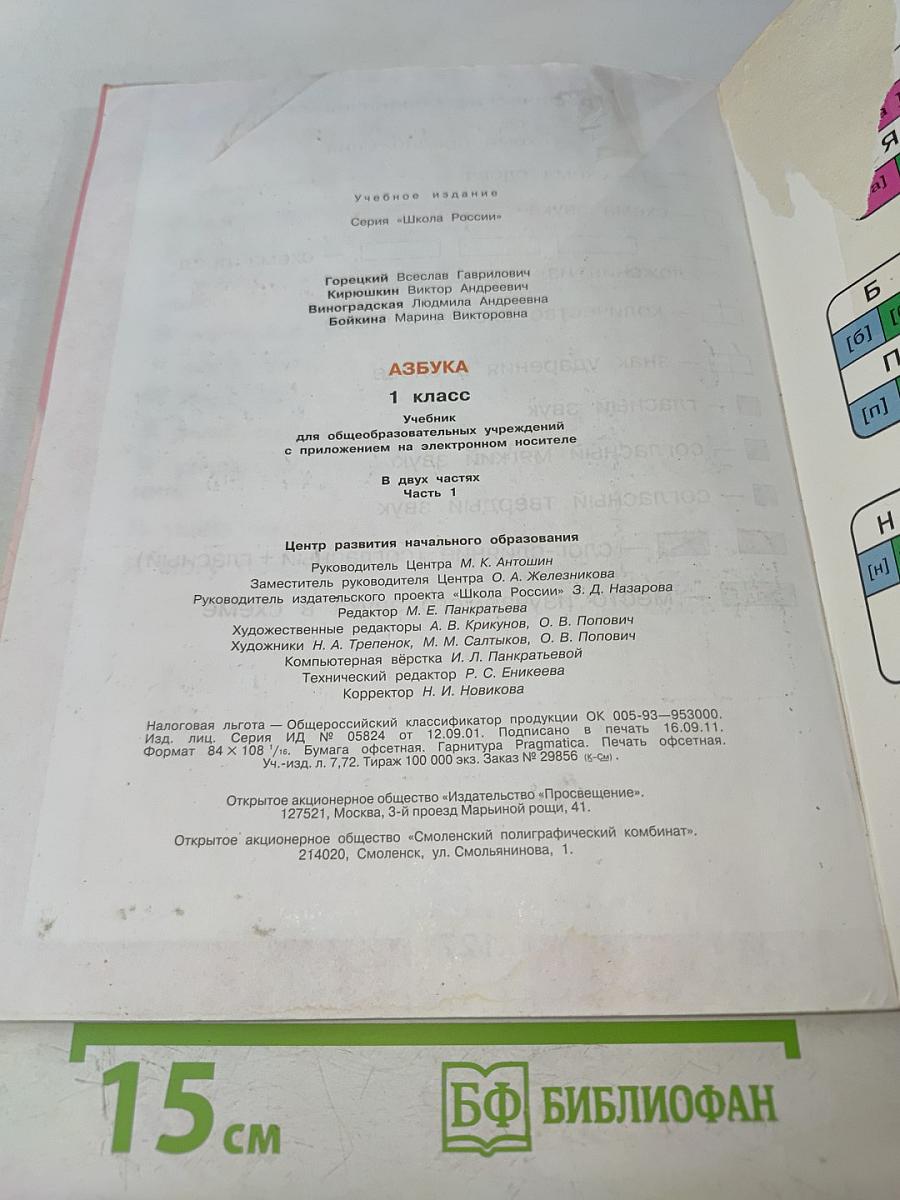 Учебное издание
Серия «Школа России»
Горецкий Всеслав Гаврилович
Кирюшкин Виктор Андреевич
Виноградская Людмила Андреевна
Бойкина Марина Викторовна
АЗБУКА
1 класс
Учебник
для общеобразовательных учреждений
с приложением на электронном носителе
В двух частях
Часть 1
Центр развития начального образования
Руководитель Центра М. К. Антошин
Заместитель руководителя Центра О. А. Железникова
Руководитель издательского проекта «Школа России» З. Д. Назарова
Редактор М. Е. Панкратьева
Художественные редакторы А. В. Крикунов, О. В. Попович
Художники Н. А. Трепенок, М. М. Салтыков, О. В. Попович
Компьютерная вёрстка И. Л. Панкратьевой
Технический редактор Р. С. Еникеева
Корректор Н. И. Новикова
Налоговая льгота — Общероссийский классификатор продукции ОК 005-93—953000.
Изд. лиц. Серия ИД № 05824 от 12.09.01. Подписано в печать 16.09.11.
Формат 84 × 108 1/16. Бумага офсетная. Гарнитура Pragmatica. Печать офсетная.
Уч.-изд. л. 7,72. Тираж 100 000 экз. Заказ № 29856 (К-См).
Открытое акционерное общество «Издательство «Просвещение».
127521, Москва, 3-й проезд Марьиной рощи, 41.
Открытое акционерное общество «Смоленский полиграфический комбинат».
214020, Смоленск, ул. Смольянинова, 1.
Я
Б
[б]
П
[п]
Н
[н]
15 см
БФ БИБЛИОФАН